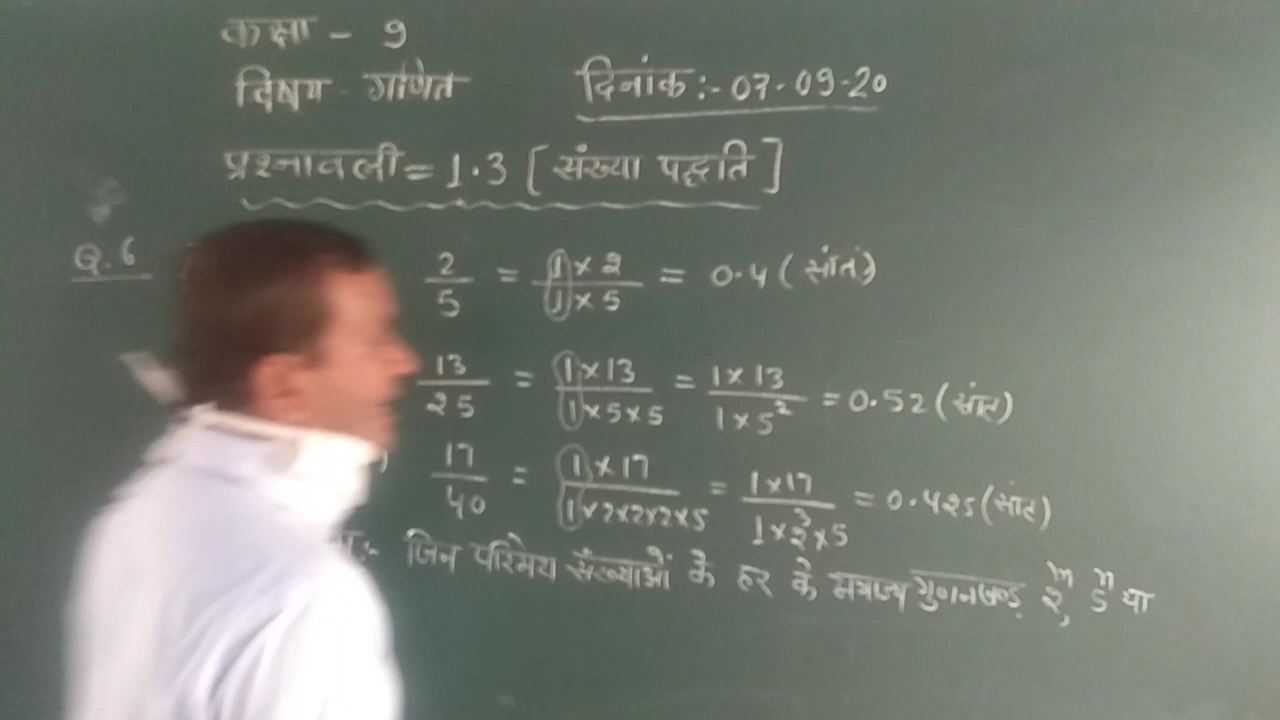 कक्षा - 9
विषय - गणित दिनांक :- 07-09-20
प्रश्नावली = 1.3 [ संख्या पद्धति ]
Q.6
2/5 = 1×2/1×5 = 0.4 ( सांत )
13/25 = 1×13/1×5×5 = 1×13/1×5² = 0.52 ( सांत )
17/40 = 1×17/1×2×2×2×5 = 1×17/1×2³×5 = 0.425 ( सांत )
:- जिन परिमेय संख्याओं के हर के गुणनखण्ड 2ᵐ, 5ⁿ या